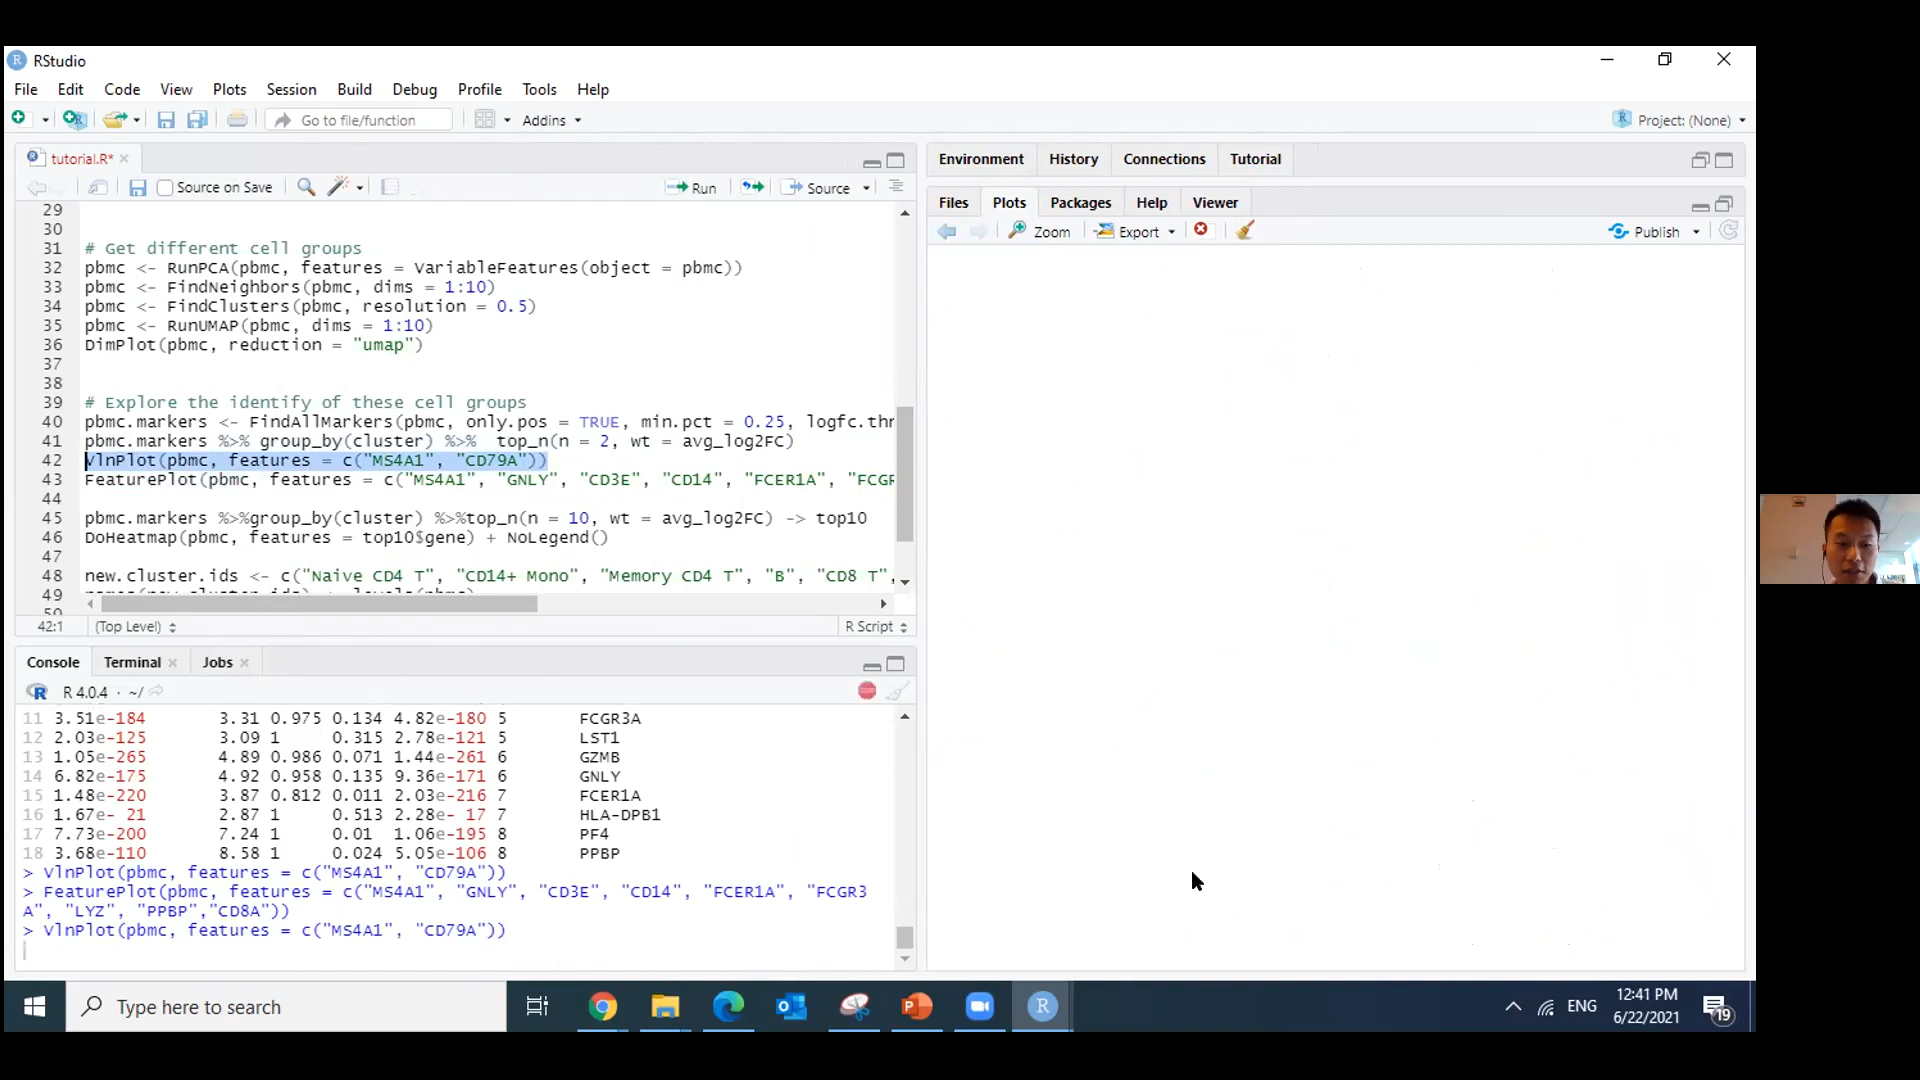 RStudio
File Edit Code View Plots Session Build Debug Profile Tools Help
Go to file/function Addins Project: (None)
tutorial.R*
Source on Save Run Source
29
30
31 # Get different cell groups
32 pbmc <- RunPCA(pbmc, features = VariableFeatures(object = pbmc))
33 pbmc <- FindNeighbors(pbmc, dims = 1:10)
34 pbmc <- FindClusters(pbmc, resolution = 0.5)
35 pbmc <- RunUMAP(pbmc, dims = 1:10)
36 DimPlot(pbmc, reduction = "umap")
37
38
39 # Explore the identify of these cell groups
40 pbmc.markers <- FindAllMarkers(pbmc, only.pos = TRUE, min.pct = 0.25, logfc.thr
41 pbmc.markers %>% group_by(cluster) %>%  top_n(n = 2, wt = avg_log2FC)
42 VlnPlot(pbmc, features = c("MS4A1", "CD79A"))
43 FeaturePlot(pbmc, features = c("MS4A1", "GNLY", "CD3E", "CD14", "FCER1A", "FCGR
44
45 pbmc.markers %>%group_by(cluster) %>%top_n(n = 10, wt = avg_log2FC) -> top10
46 DoHeatmap(pbmc, features = top10$gene) + NoLegend()
47
48 new.cluster.ids <- c("Naive CD4 T", "CD14+ Mono", "Memory CD4 T", "B", "CD8 T",
49
50
42:1 (Top Level) R Script
Console Terminal Jobs
R 4.0.4 · ~/
11 3.51e-184 3.31 0.975 0.134 4.82e-180 5 FCGR3A
12 2.03e-125 3.09 1 0.315 2.78e-121 5 LST1
13 1.05e-265 4.89 0.986 0.071 1.44e-261 6 GZMB
14 6.82e-175 4.92 0.958 0.135 9.36e-171 6 GNLY
15 1.48e-220 3.87 0.812 0.011 2.03e-216 7 FCER1A
16 1.67e- 21 2.87 1 0.513 2.28e- 17 7 HLA-DPB1
17 7.73e-200 7.24 1 0.01 1.06e-195 8 PF4
18 3.68e-110 8.58 1 0.024 5.05e-106 8 PPBP
> VlnPlot(pbmc, features = c("MS4A1", "CD79A"))
> FeaturePlot(pbmc, features = c("MS4A1", "GNLY", "CD3E", "CD14", "FCER1A", "FCGR3
A", "LYZ", "PPBP","CD8A"))
> VlnPlot(pbmc, features = c("MS4A1", "CD79A"))
Environment History Connections Tutorial
Files Plots Packages Help Viewer
Zoom Export Publish
Type here to search
ENG
12:41 PM
6/22/2021
19